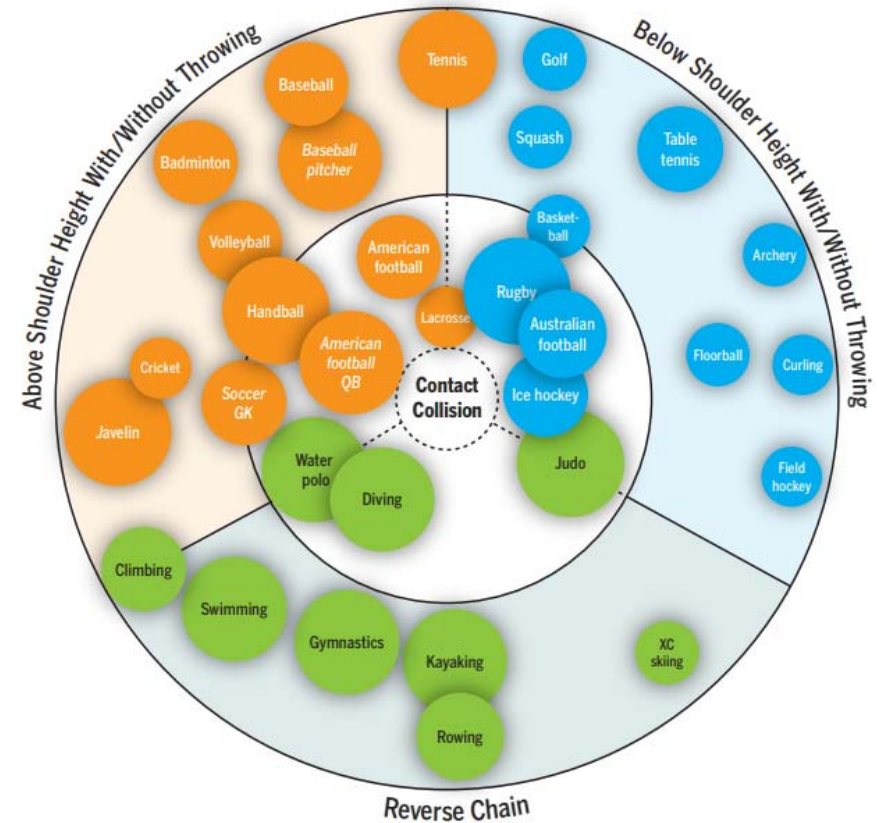 Above Shoulder Height With/Without Throwing
Below Shoulder Height With/Without Throwing
Tennis
Golf
Baseball
Squash
Table
tennis
Baseball
pitcher
Badminton
Volleyball
American
football
Basket-
ball
Archery
Handball
Lacrosse
Rugby
Australian
football
Floorball
Curling
Cricket
American
football
QB
Soccer
GK
Contact
Collision
Ice hockey
Javelin
Water
polo
Diving
Judo
Field
hockey
Climbing
Swimming
Gymnastics
Kayaking
XC
skiing
Rowing
Reverse Chain